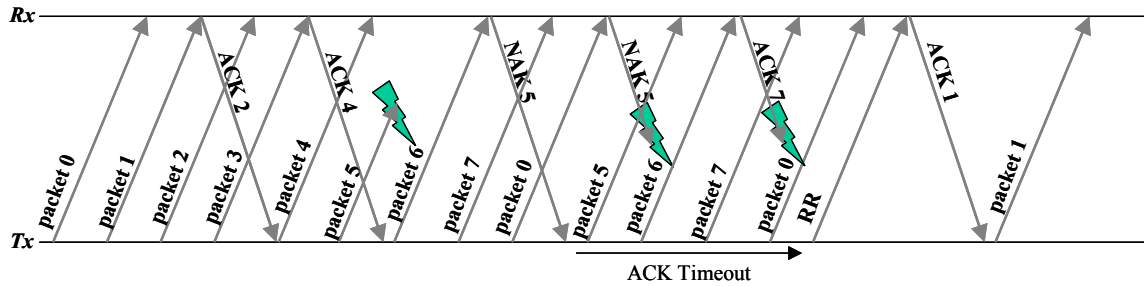 Rx
packet 0
packet 1
ACK 2
packet 2
packet 3
ACK 4
packet 4
packet 5
packet 6
NAK 5
packet 7
packet 0
packet 5
NAK 5
packet 6
packet 7
ACK 7
packet 0
RR
ACK 1
packet 1
Tx
ACK Timeout